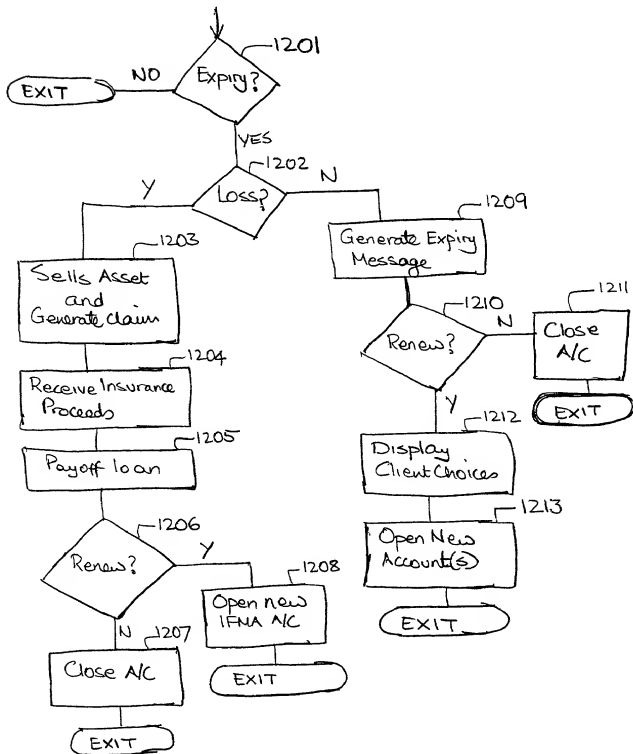 1201
Expiry?
NO
EXIT
YES
1202
Loss?
Y
N
1203
Sells Asset
and
Generate claim
1204
Receive Insurance
Proceeds
1205
Payoff loan
1206
Renew?
Y
1208
Open new
IFMA A/C
EXIT
N
1207
Close A/C
EXIT
1209
Generate Expiry
Message
1210
Renew?
N
1211
Close
A/C
EXIT
Y
1212
Display
Client Choices
1213
Open New
Account(s)
EXIT